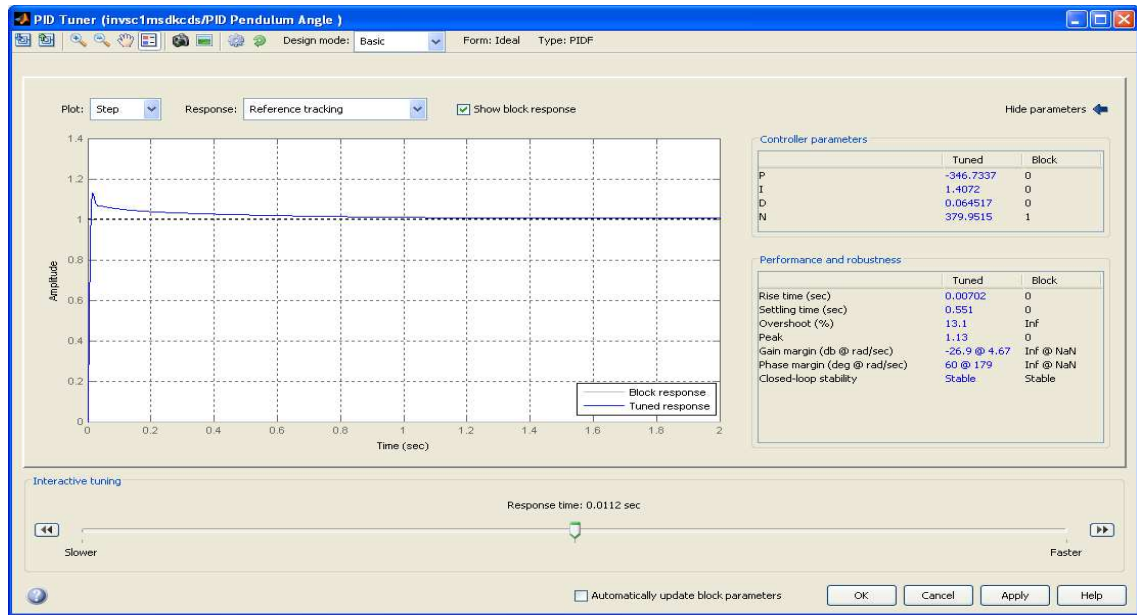 PID Tuner (invsc1msdkcds/PID Pendulum Angle )
Design mode: Basic Form: Ideal Type: PIDF
Plot: Step Response: Reference tracking Show block response Hide parameters
1.4
1.2
1
0.8
0.6
0.4
0.2
0
Amplitude
0 0.2 0.4 0.6 0.8 1 1.2 1.4 1.6 1.8 2
Time (sec)
Block response
Tuned response
Controller parameters
Tuned Block
P -346.7337 0
I 1.4072 0
D 0.064517 0
N 379.9515 1
Performance and robustness
Tuned Block
Rise time (sec) 0.00702 0
Settling time (sec) 0.551 0
Overshoot (%) 13.1 Inf
Peak 1.13 0
Gain margin (db @ rad/sec) -26.9 @ 4.67 Inf @ NaN
Phase margin (deg @ rad/sec) 60 @ 179 Inf @ NaN
Closed-loop stability Stable Stable
Interactive tuning
Response time: 0.0112 sec
Slower Faster
Automatically update block parameters OK Cancel Apply Help